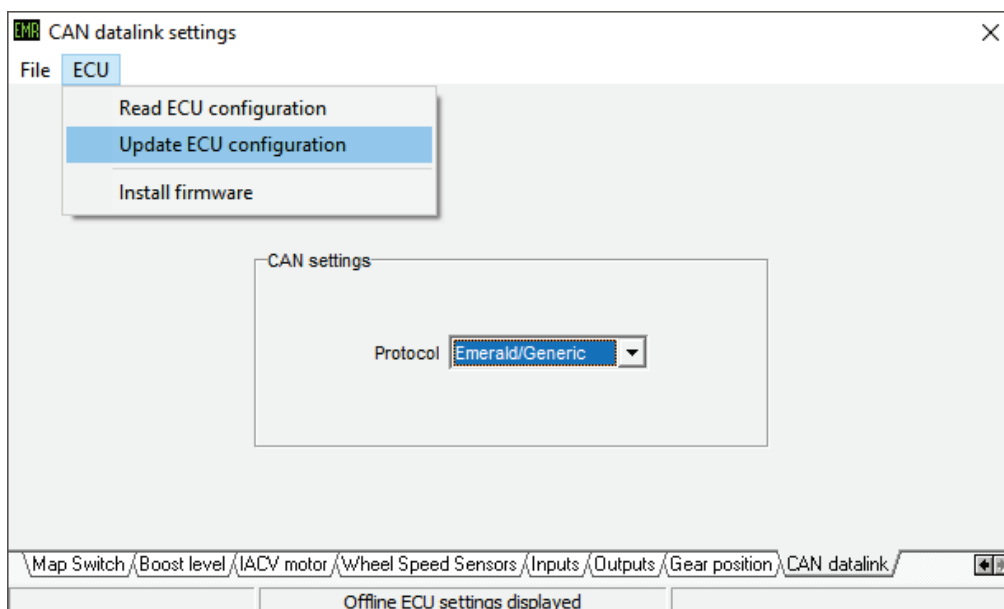 EMR CAN datalink settings
File ECU
Read ECU configuration
Update ECU configuration
Install firmware
CAN settings
Protocol Emerald/Generic
Map Switch Boost level IACV motor Wheel Speed Sensors Inputs Outputs Gear position CAN datalink
Offline ECU settings displayed